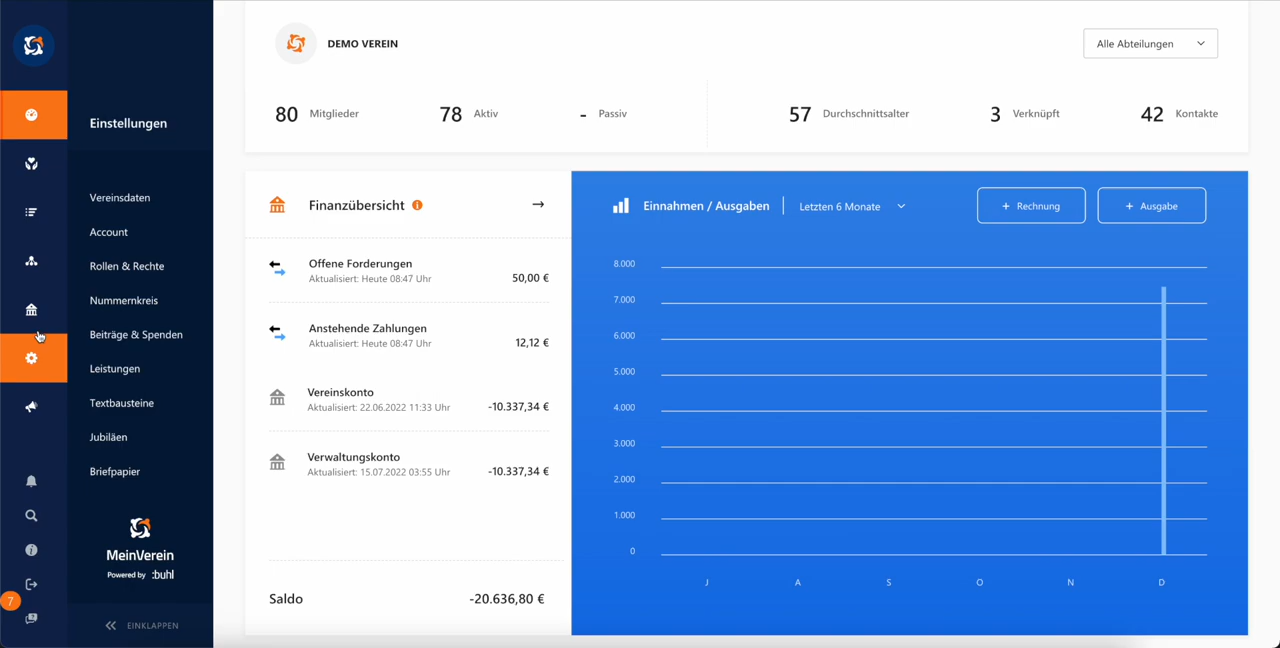 Einstellungen
Vereinsdaten
Account
Rollen & Rechte
Nummernkreis
Beiträge & Spenden
Leistungen
Textbausteine
Jubiläen
Briefpapier
MeinVerein
Powered by :buhl
EINKLAPPEN
7
DEMO VEREIN
Alle Abteilungen
80 Mitglieder
78 Aktiv
- Passiv
57 Durchschnittsalter
3 Verknüpft
42 Kontakte
Finanzübersicht
Offene Forderungen
Aktualisiert: Heute 08:47 Uhr
50,00 €
Anstehende Zahlungen
Aktualisiert: Heute 08:47 Uhr
12,12 €
Vereinskonto
Aktualisiert: 22.06.2022 11:33 Uhr
-10.337,34 €
Verwaltungskonto
Aktualisiert: 15.07.2022 03:55 Uhr
-10.337,34 €
Saldo
-20.636,80 €
Einnahmen / Ausgaben
Letzten 6 Monate
+ Rechnung
+ Ausgabe
8.000
7.000
6.000
5.000
4.000
3.000
2.000
1.000
0
J A S O N D